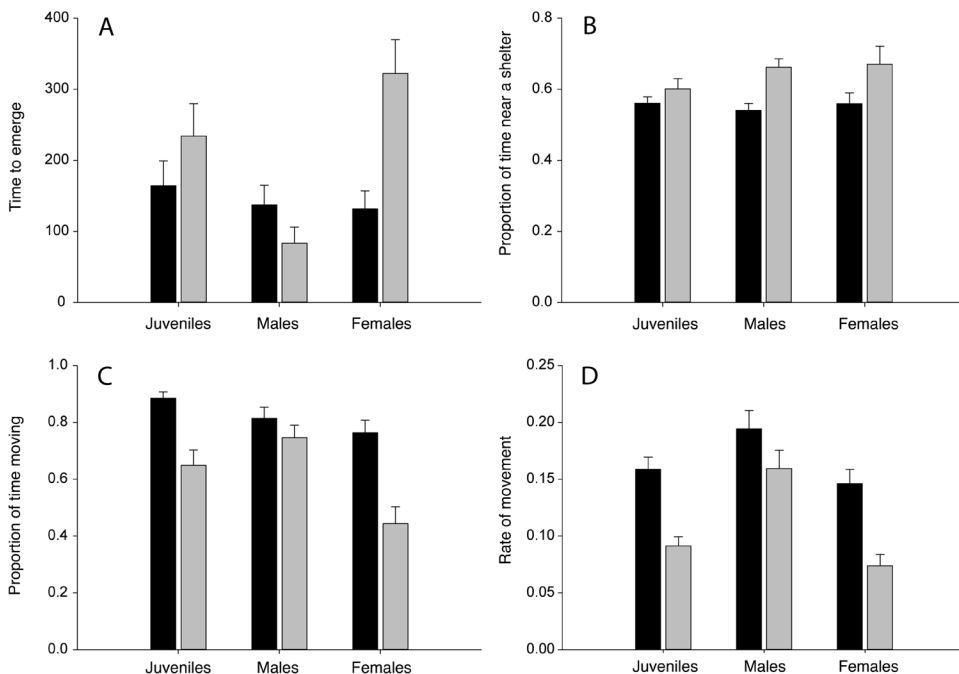 A
Time to emerge
400
300
200
100
0
Juveniles Males Females
B
Proportion of time near a shelter
0.8
0.6
0.4
0.2
0.0
Juveniles Males Females
C
Proportion of time moving
1.0
0.8
0.6
0.4
0.2
0.0
Juveniles Males Females
D
Rate of movement
0.25
0.20
0.15
0.10
0.05
0.00
Juveniles Males Females